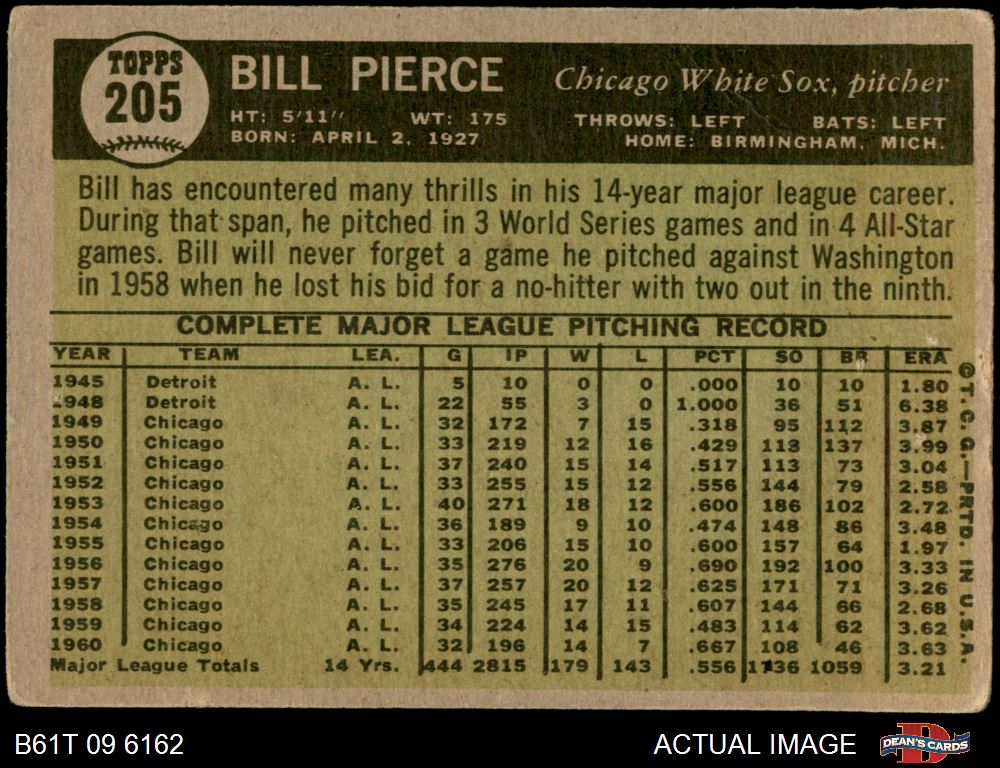 TOPPS
205
BILL PIERCE
Chicago White Sox, pitcher
HT: 5'11" WT: 175
THROWS: LEFT BATS: LEFT
BORN: APRIL 2, 1927
HOME: BIRMINGHAM, MICH.
Bill has encountered many thrills in his 14-year major league career.
During that span, he pitched in 3 World Series games and in 4 All-Star
games. Bill will never forget a game he pitched against Washington
in 1958 when he lost his bid for a no-hitter with two out in the ninth.
COMPLETE MAJOR LEAGUE PITCHING RECORD
YEAR TEAM LEA. G IP W L PCT SO BB ERA
1945 Detroit A. L. 5 10 0 0 .000 10 10 1.80
1948 Detroit A. L. 22 55 3 0 1.000 36 51 6.38
1949 Chicago A. L. 32 172 7 15 .318 95 112 3.87
1950 Chicago A. L. 33 219 12 16 .429 118 137 3.99
1951 Chicago A. L. 37 240 15 14 .517 113 73 3.04
1952 Chicago A. L. 33 255 15 12 .556 144 79 2.58
1953 Chicago A. L. 40 271 18 12 .600 186 102 2.72
1954 Chicago A. L. 36 189 9 10 .474 148 86 3.48
1955 Chicago A. L. 33 206 15 10 .600 157 64 1.97
1956 Chicago A. L. 35 276 20 9 .690 192 100 3.33
1957 Chicago A. L. 37 257 20 12 .625 171 71 3.26
1958 Chicago A. L. 35 245 17 11 .607 144 66 2.68
1959 Chicago A. L. 34 224 14 15 .483 114 62 3.62
1960 Chicago A. L. 32 196 14 7 .667 108 46 3.63
Major League Totals 14 Yrs. 444 2815 179 143 .556 1736 1059 3.21
© T. C. G.—PRTD. IN U.S.A.
B61T 09 6162
ACTUAL IMAGE
DEAN'S CARDS